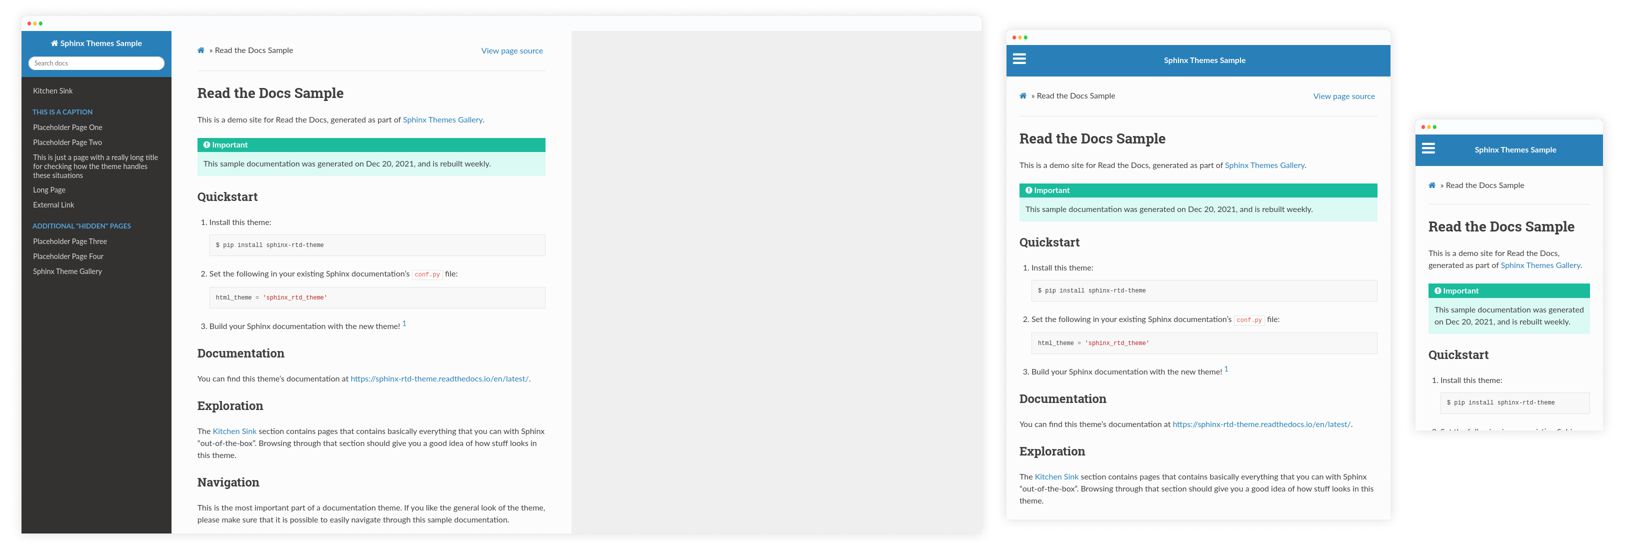 Sphinx Themes Sample
Search docs
Kitchen Sink
THIS IS A CAPTION
Placeholder Page One
Placeholder Page Two
This is just a page with a really long title
for checking how the theme handles
these situations
Long Page
External Link
ADDITIONAL "HIDDEN" PAGES
Placeholder Page Three
Placeholder Page Four
Sphinx Theme Gallery
» Read the Docs Sample
View page source
Read the Docs Sample
This is a demo site for Read the Docs, generated as part of Sphinx Themes Gallery.
Important
This sample documentation was generated on Dec 20, 2021, and is rebuilt weekly.
Quickstart
1. Install this theme:
$ pip install sphinx-rtd-theme
2. Set the following in your existing Sphinx documentation's conf.py file:
html_theme = 'sphinx_rtd_theme'
3. Build your Sphinx documentation with the new theme! 1
Documentation
You can find this theme's documentation at https://sphinx-rtd-theme.readthedocs.io/en/latest/.
Exploration
The Kitchen Sink section contains pages that contains basically everything that you can with Sphinx
"out-of-the-box". Browsing through that section should give you a good idea of how stuff looks in
this theme.
Navigation
This is the most important part of a documentation theme. If you like the general look of the theme,
please make sure that it is possible to easily navigate through this sample documentation.
Sphinx Themes Sample
» Read the Docs Sample
View page source
Read the Docs Sample
This is a demo site for Read the Docs, generated as part of Sphinx Themes Gallery.
Important
This sample documentation was generated on Dec 20, 2021, and is rebuilt weekly.
Quickstart
1. Install this theme:
$ pip install sphinx-rtd-theme
2. Set the following in your existing Sphinx documentation's conf.py file:
html_theme = 'sphinx_rtd_theme'
3. Build your Sphinx documentation with the new theme! 1
Documentation
You can find this theme's documentation at https://sphinx-rtd-theme.readthedocs.io/en/latest/.
Exploration
The Kitchen Sink section contains pages that contains basically everything that you can with Sphinx
"out-of-the-box". Browsing through that section should give you a good idea of how stuff looks in this
theme.
Sphinx Themes Sample
» Read the Docs Sample
Read the Docs Sample
This is a demo site for Read the Docs,
generated as part of Sphinx Themes Gallery.
Important
This sample documentation was generated
on Dec 20, 2021, and is rebuilt weekly.
Quickstart
1. Install this theme:
$ pip install sphinx-rtd-theme